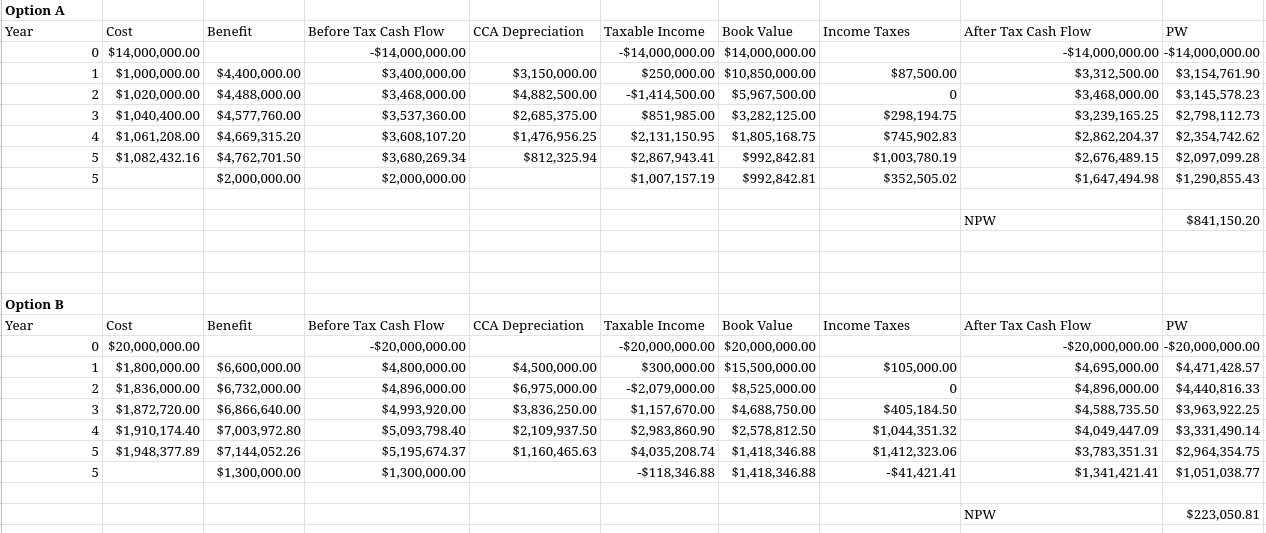 Option A
Year Cost Benefit Before Tax Cash Flow CCA Depreciation Taxable Income Book Value Income Taxes After Tax Cash Flow PW
0 $14,000,000.00 -$14,000,000.00 -$14,000,000.00 $14,000,000.00 -$14,000,000.00 -$14,000,000.00
1 $1,000,000.00 $4,400,000.00 $3,400,000.00 $3,150,000.00 $250,000.00 $10,850,000.00 $87,500.00 $3,312,500.00 $3,154,761.90
2 $1,020,000.00 $4,488,000.00 $3,468,000.00 $4,882,500.00 -$1,414,500.00 $5,967,500.00 0 $3,468,000.00 $3,145,578.23
3 $1,040,400.00 $4,577,760.00 $3,537,360.00 $2,685,375.00 $851,985.00 $3,282,125.00 $298,194.75 $3,239,165.25 $2,798,112.73
4 $1,061,208.00 $4,669,315.20 $3,608,107.20 $1,476,956.25 $2,131,150.95 $1,805,168.75 $745,902.83 $2,862,204.37 $2,354,742.62
5 $1,082,432.16 $4,762,701.50 $3,680,269.34 $812,325.94 $2,867,943.41 $992,842.81 $1,003,780.19 $2,676,489.15 $2,097,099.28
5 $2,000,000.00 $2,000,000.00 $1,007,157.19 $992,842.81 $352,505.02 $1,647,494.98 $1,290,855.43
NPW $841,150.20
Option B
Year Cost Benefit Before Tax Cash Flow CCA Depreciation Taxable Income Book Value Income Taxes After Tax Cash Flow PW
0 $20,000,000.00 -$20,000,000.00 -$20,000,000.00 $20,000,000.00 -$20,000,000.00 -$20,000,000.00
1 $1,800,000.00 $6,600,000.00 $4,800,000.00 $4,500,000.00 $300,000.00 $15,500,000.00 $105,000.00 $4,695,000.00 $4,471,428.57
2 $1,836,000.00 $6,732,000.00 $4,896,000.00 $6,975,000.00 -$2,079,000.00 $8,525,000.00 0 $4,896,000.00 $4,440,816.33
3 $1,872,720.00 $6,866,640.00 $4,993,920.00 $3,836,250.00 $1,157,670.00 $4,688,750.00 $405,184.50 $4,588,735.50 $3,963,922.25
4 $1,910,174.40 $7,003,972.80 $5,093,798.40 $2,109,937.50 $2,983,860.90 $2,578,812.50 $1,044,351.32 $4,049,447.09 $3,331,490.14
5 $1,948,377.89 $7,144,052.26 $5,195,674.37 $1,160,465.63 $4,035,208.74 $1,418,346.88 $1,412,323.06 $3,783,351.31 $2,964,354.75
5 $1,300,000.00 $1,300,000.00 -$118,346.88 $1,418,346.88 -$41,421.41 $1,341,421.41 $1,051,038.77
NPW $223,050.81